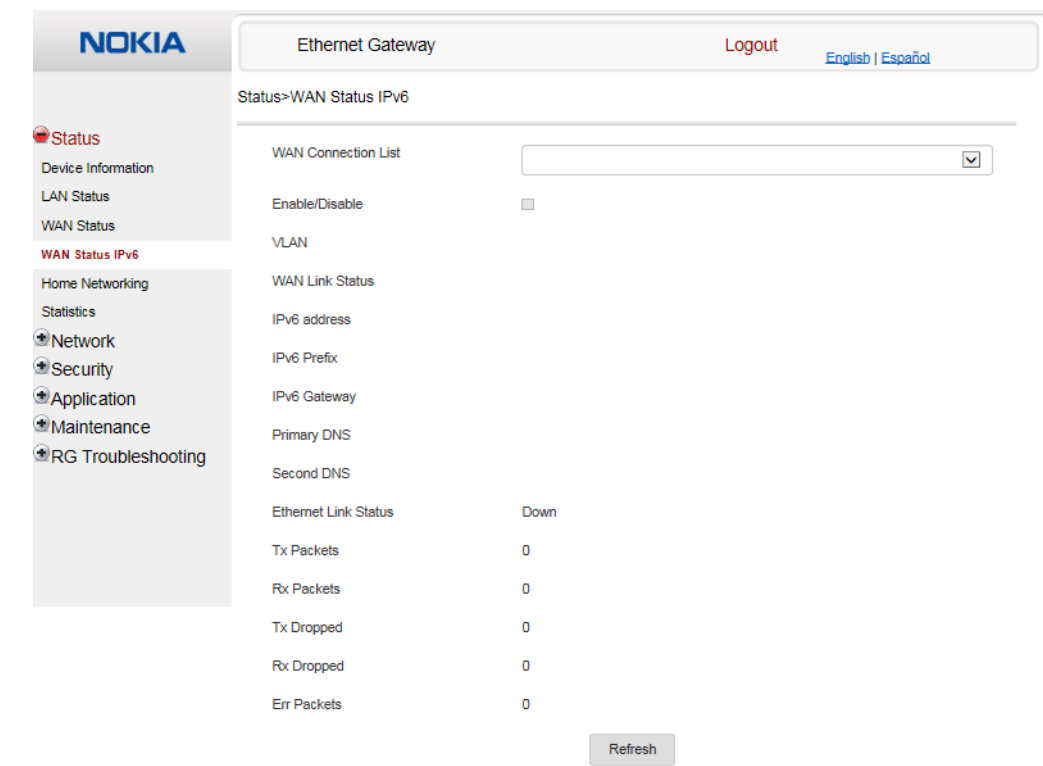 NOKIA
Ethernet Gateway
Logout
English | Español
Status>WAN Status IPv6
Status
Device Information
LAN Status
WAN Status
WAN Status IPv6
Home Networking
Statistics
Network
Security
Application
Maintenance
RG Troubleshooting
WAN Connection List
Enable/Disable
VLAN
WAN Link Status
IPv6 address
IPv6 Prefix
IPv6 Gateway
Primary DNS
Second DNS
Ethernet Link Status Down
Tx Packets 0
Rx Packets 0
Tx Dropped 0
Rx Dropped 0
Err Packets 0
Refresh